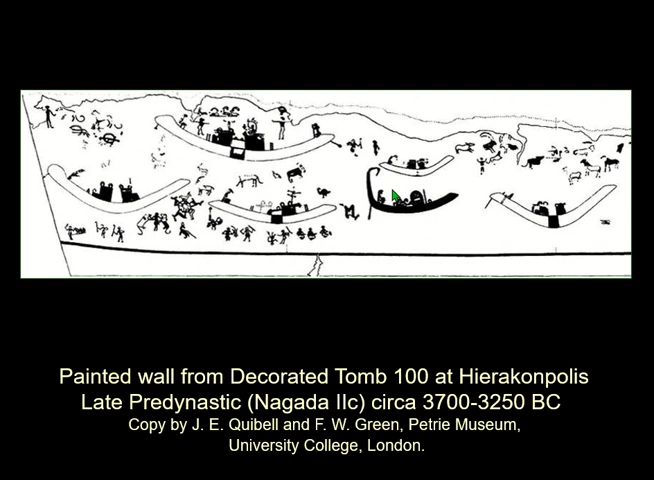 Painted wall from Decorated Tomb 100 at Hierakonpolis
Late Predynastic (Nagada IIc) circa 3700-3250 BC
Copy by J. E. Quibell and F. W. Green, Petrie Museum,
University College, London.